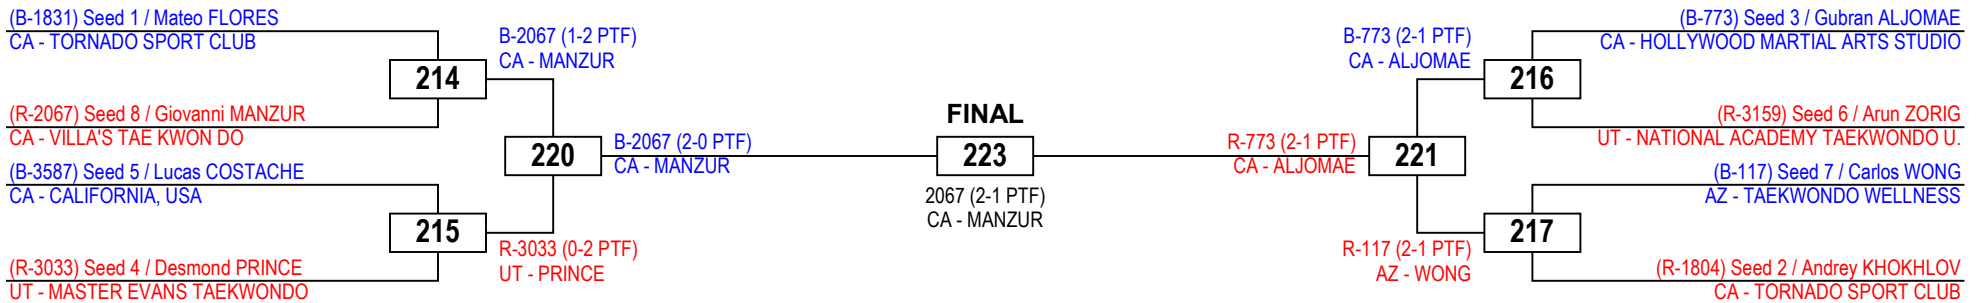 (B-1831) Seed 1 / Mateo FLORES
CA - TORNADO SPORT CLUB
214
(R-2067) Seed 8 / Giovanni MANZUR
CA - VILLA'S TAE KWON DO
(B-3587) Seed 5 / Lucas COSTACHE
CA - CALIFORNIA, USA
215
(R-3033) Seed 4 / Desmond PRINCE
UT - MASTER EVANS TAEKWONDO
B-2067 (1-2 PTF)
CA - MANZUR
220
R-3033 (0-2 PTF)
UT - PRINCE
B-2067 (2-0 PTF)
CA - MANZUR
FINAL
223
2067 (2-1 PTF)
CA - MANZUR
R-773 (2-1 PTF)
CA - ALJOMAE
B-773 (2-1 PTF)
CA - ALJOMAE
221
R-117 (2-1 PTF)
AZ - WONG
(B-773) Seed 3 / Gubran ALJOMAE
CA - HOLLYWOOD MARTIAL ARTS STUDIO
216
(R-3159) Seed 6 / Arun ZORIG
UT - NATIONAL ACADEMY TAEKWONDO U.
(B-117) Seed 7 / Carlos WONG
AZ - TAEKWONDO WELLNESS
217
(R-1804) Seed 2 / Andrey KHOKHLOV
CA - TORNADO SPORT CLUB